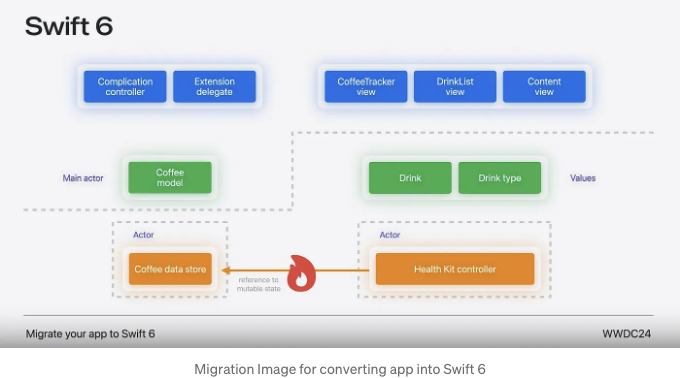 Swift 6
Complication
controller
Extension
delegate
CoffeeTracker
view
DrinkList
view
Content
view
Main actor
Coffee
model
Drink
Drink type
Values
Actor
Coffee data store
reference to
mutable state
Actor
Health Kit controller
Migrate your app to Swift 6
WWDC24
Migration Image for converting app into Swift 6